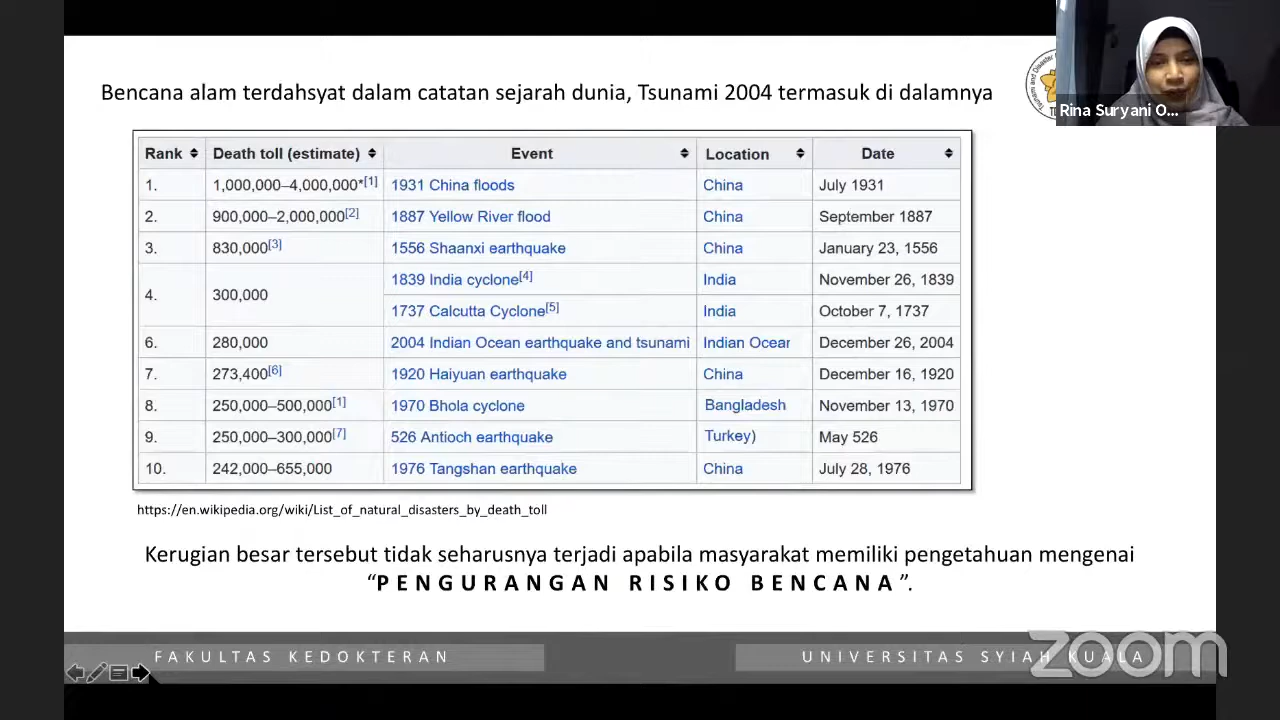 Bencana alam terdahsyat dalam catatan sejarah dunia, Tsunami 2004 termasuk di dalamnya
Rina Suryani O...
Rank Death toll (estimate) Event Location Date
1. 1,000,000–4,000,000*[1] 1931 China floods China July 1931
2. 900,000–2,000,000[2] 1887 Yellow River flood China September 1887
3. 830,000[3] 1556 Shaanxi earthquake China January 23, 1556
4. 300,000 1839 India cyclone[4] India November 26, 1839
1737 Calcutta Cyclone[5] India October 7, 1737
6. 280,000 2004 Indian Ocean earthquake and tsunami Indian Ocear December 26, 2004
7. 273,400[6] 1920 Haiyuan earthquake China December 16, 1920
8. 250,000–500,000[1] 1970 Bhola cyclone Bangladesh November 13, 1970
9. 250,000–300,000[7] 526 Antioch earthquake Turkey) May 526
10. 242,000–655,000 1976 Tangshan earthquake China July 28, 1976
https://en.wikipedia.org/wiki/List_of_natural_disasters_by_death_toll
Kerugian besar tersebut tidak seharusnya terjadi apabila masyarakat memiliki pengetahuan mengenai
“PENGURANGAN RISIKO BENCANA”.
FAKULTAS KEDOKTERAN
UNIVERSITAS SYIAH KUALA
zoom